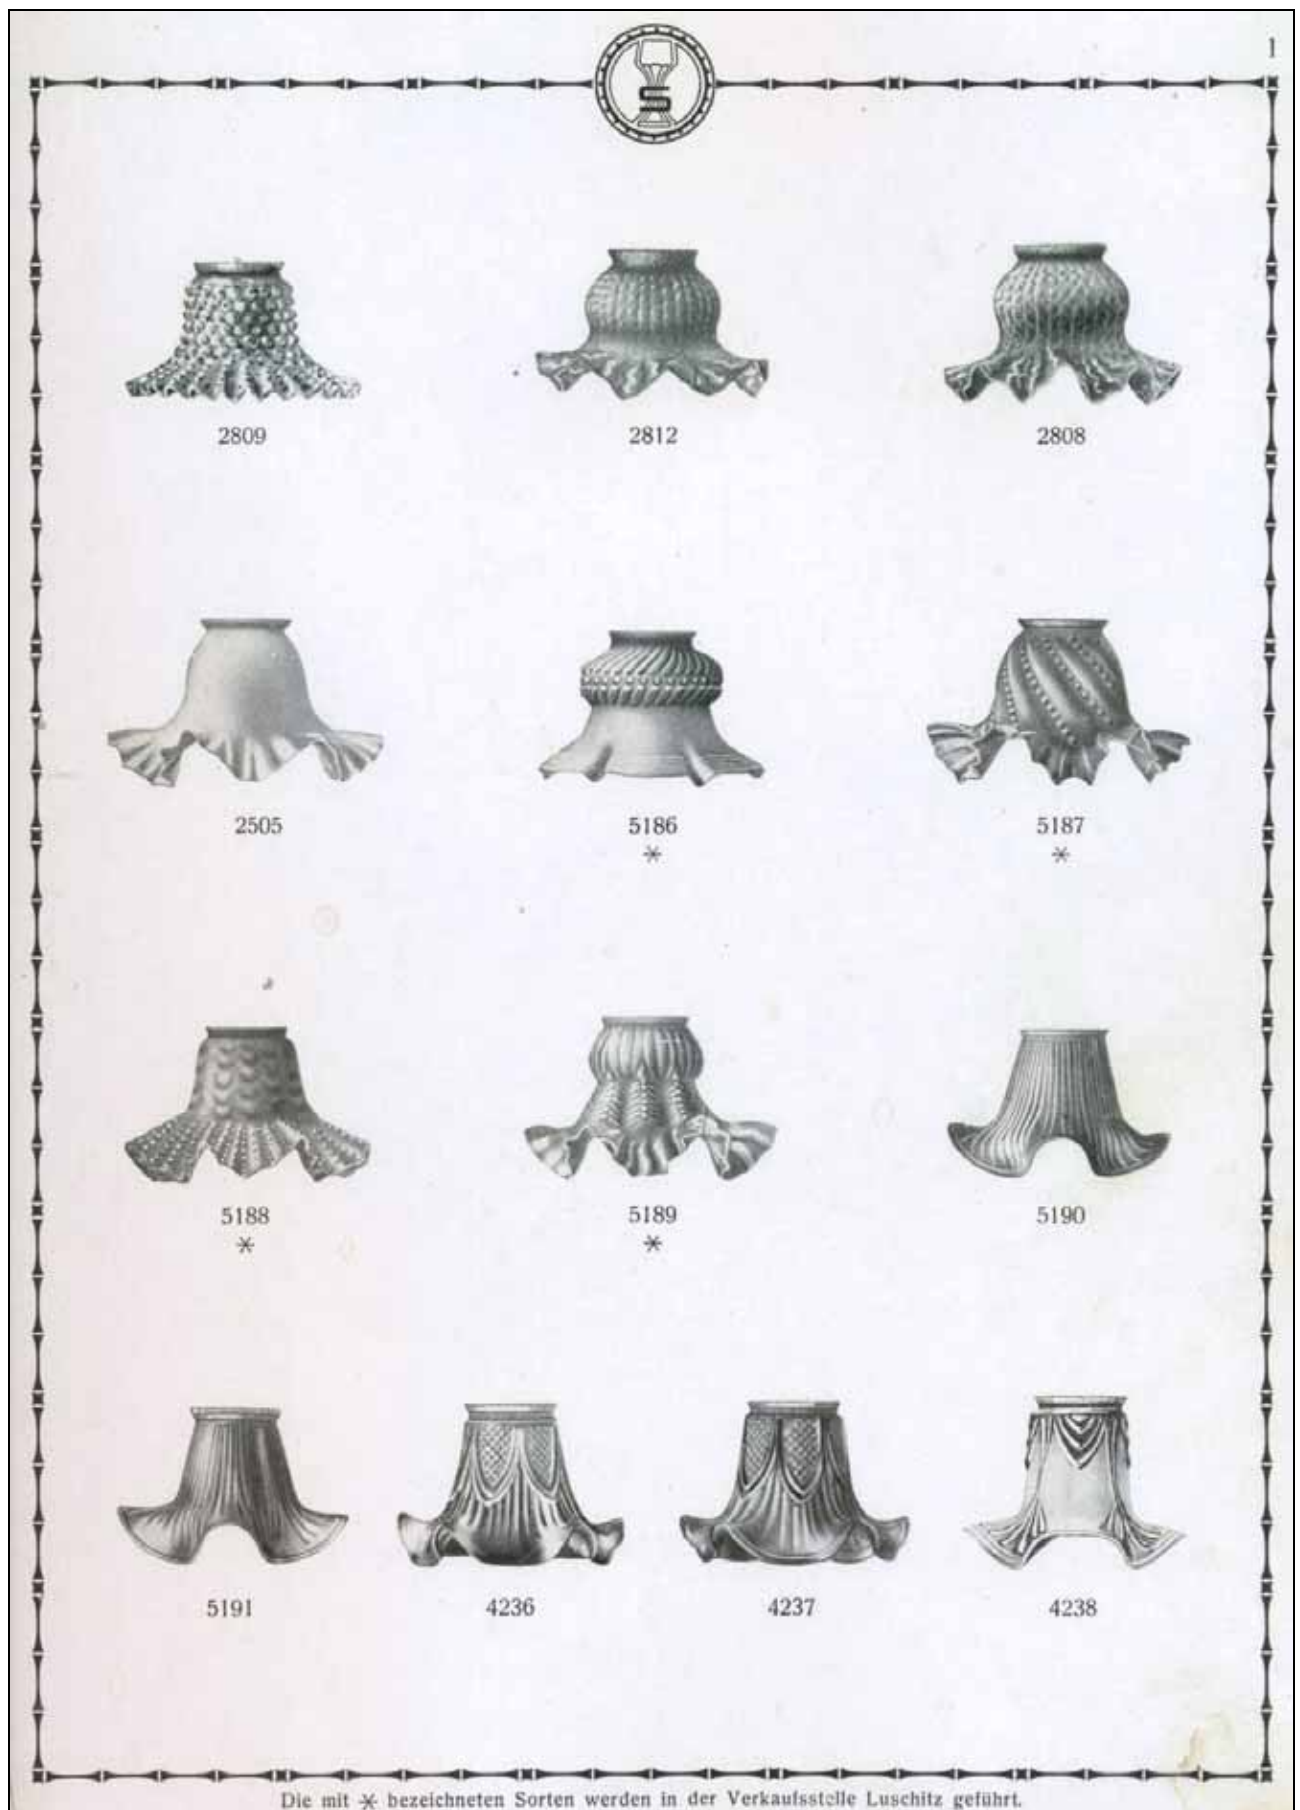 1
S
2809 2812 2808
2505 5186 5187
* *
5188 5189 5190
* *
5191 4236 4237 4238
Die mit * bezeichneten Sorten werden in der Verkaufsstelle Luschitz geführt.